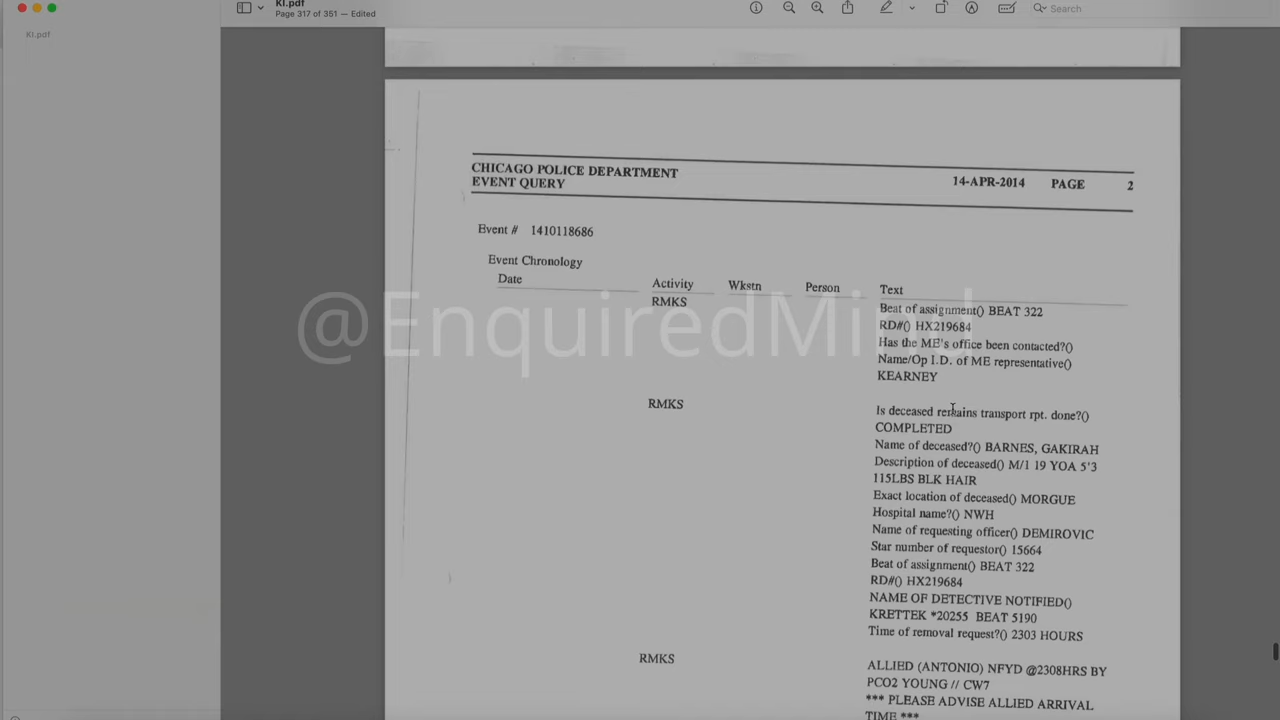 KI.pdf
Page 317 of 351 — Edited
Search
KI.pdf
CHICAGO POLICE DEPARTMENT
EVENT QUERY
14-APR-2014 PAGE 2
Event # 1410118686
Event Chronology
Date Activity Wkstn Person Text
RMKS
Beat of assignment() BEAT 322
RD#() HX219684
Has the ME's office been contacted?()
Name/Op I.D. of ME representative()
KEARNEY
RMKS
Is deceased remains transport rpt. done?()
COMPLETED
Name of deceased?() BARNES, GAKIRAH
Description of deceased() M/1 19 YOA 5'3
115LBS BLK HAIR
Exact location of deceased() MORGUE
Hospital name?() NWH
Name of requesting officer() DEMIROVIC
Star number of requestor() 15664
Beat of assignment() BEAT 322
RD#() HX219684
NAME OF DETECTIVE NOTIFIED()
KRETTEK *20255 BEAT 5190
Time of removal request?() 2303 HOURS
RMKS
ALLIED (ANTONIO) NFYD @2308HRS BY
PCO2 YOUNG // CW7
*** PLEASE ADVISE ALLIED ARRIVAL
TIME ***
@EnquiredMind